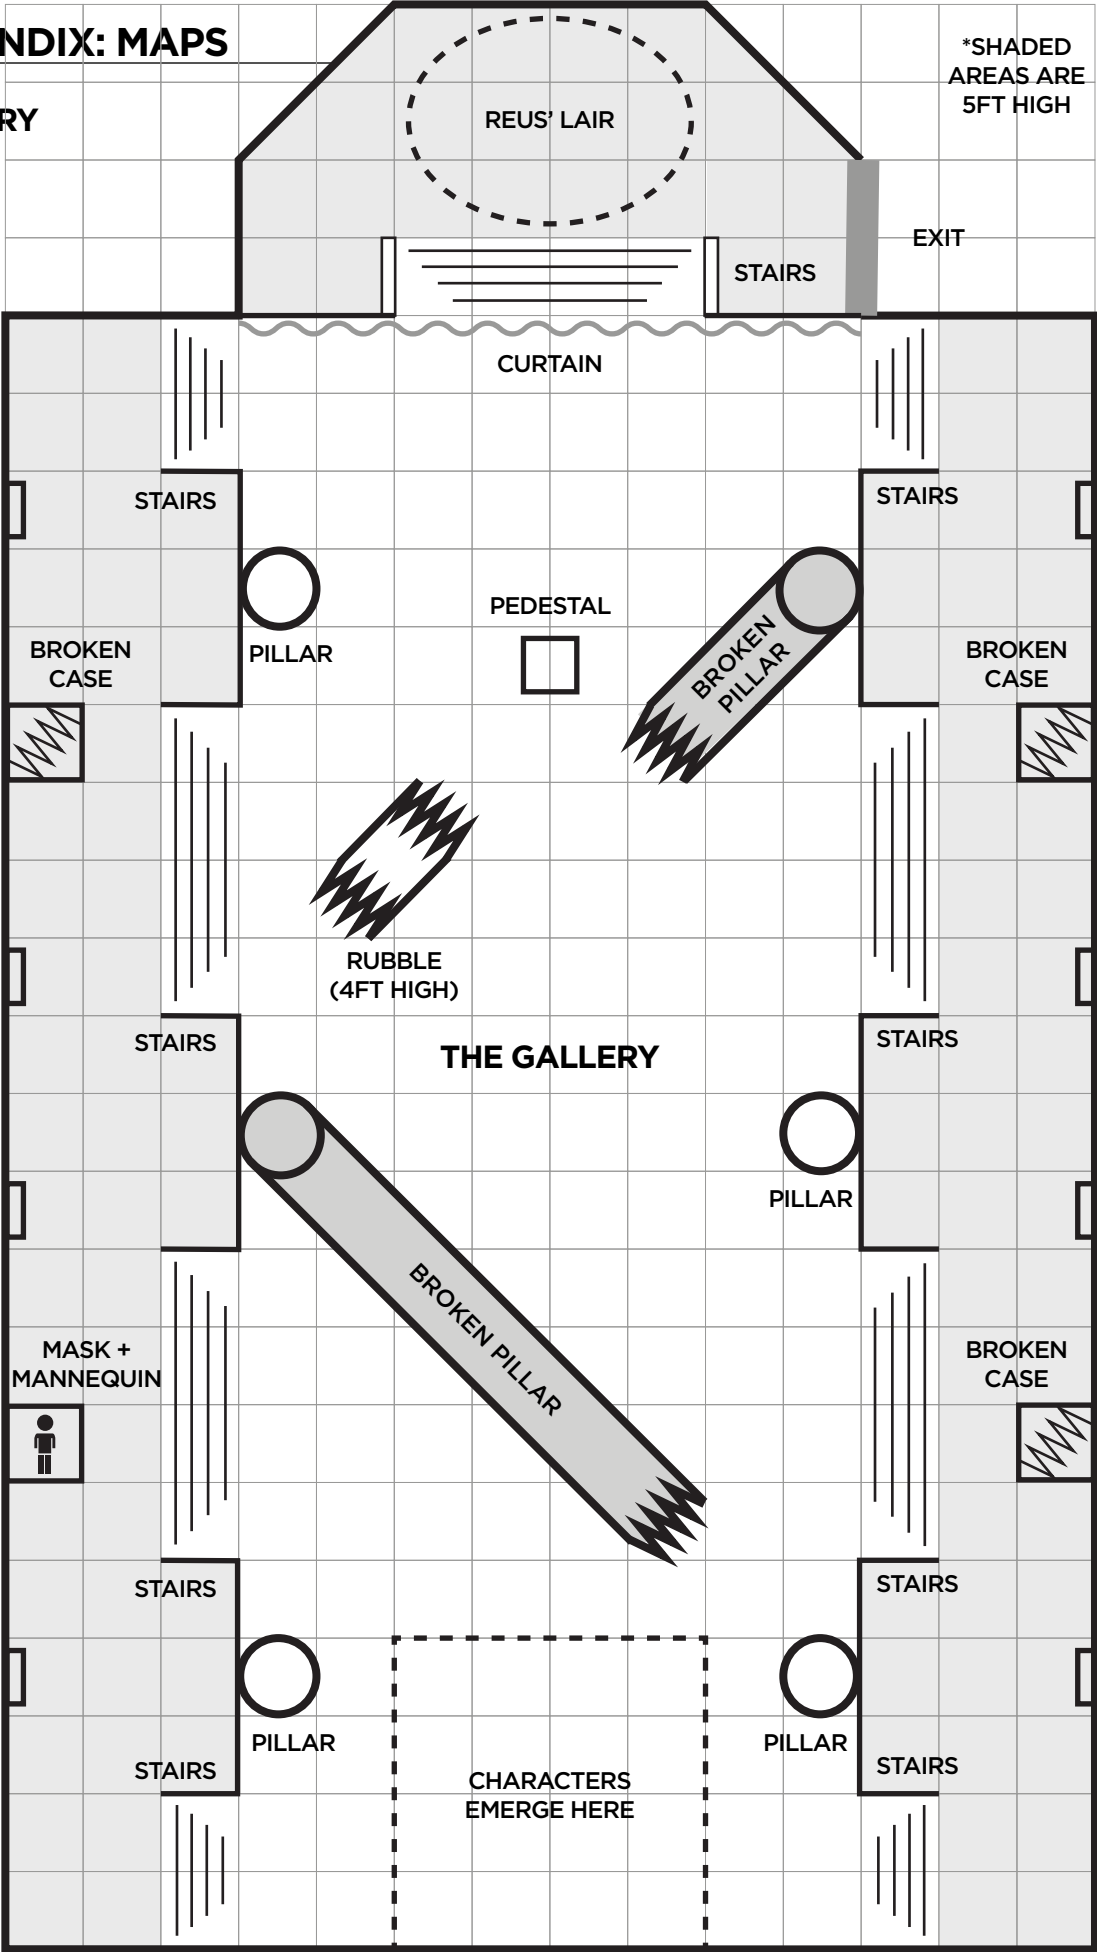 NDIX: MAPS
*SHADED
AREAS ARE
5FT HIGH
RY
REUS’ LAIR
EXIT
STAIRS
CURTAIN
STAIRS
STAIRS
PEDESTAL
BROKEN
PILLAR
PILLAR
BROKEN
CASE
BROKEN
CASE
RUBBLE
(4FT HIGH)
STAIRS
THE GALLERY
STAIRS
PILLAR
BROKEN PILLAR
MASK +
MANNEQUIN
BROKEN
CASE
STAIRS
STAIRS
PILLAR
PILLAR
STAIRS
STAIRS
CHARACTERS
EMERGE HERE